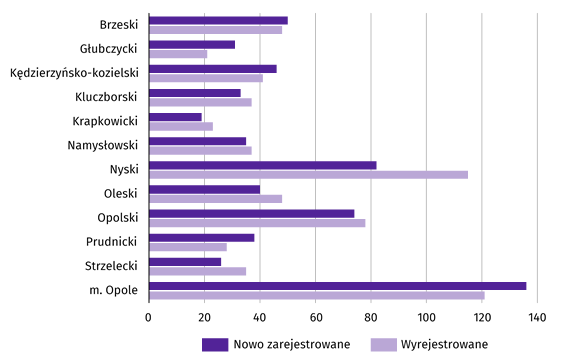 Brzeski
Głubczycki
Kędzierzyńsko-kozielski
Kluczborski
Krapkowicki
Namysłowski
Nyski
Oleski
Opolski
Prudnicki
Strzelecki
m. Opole
0 20 40 60 80 100 120 140
Nowo zarejestrowane Wyrejestrowane